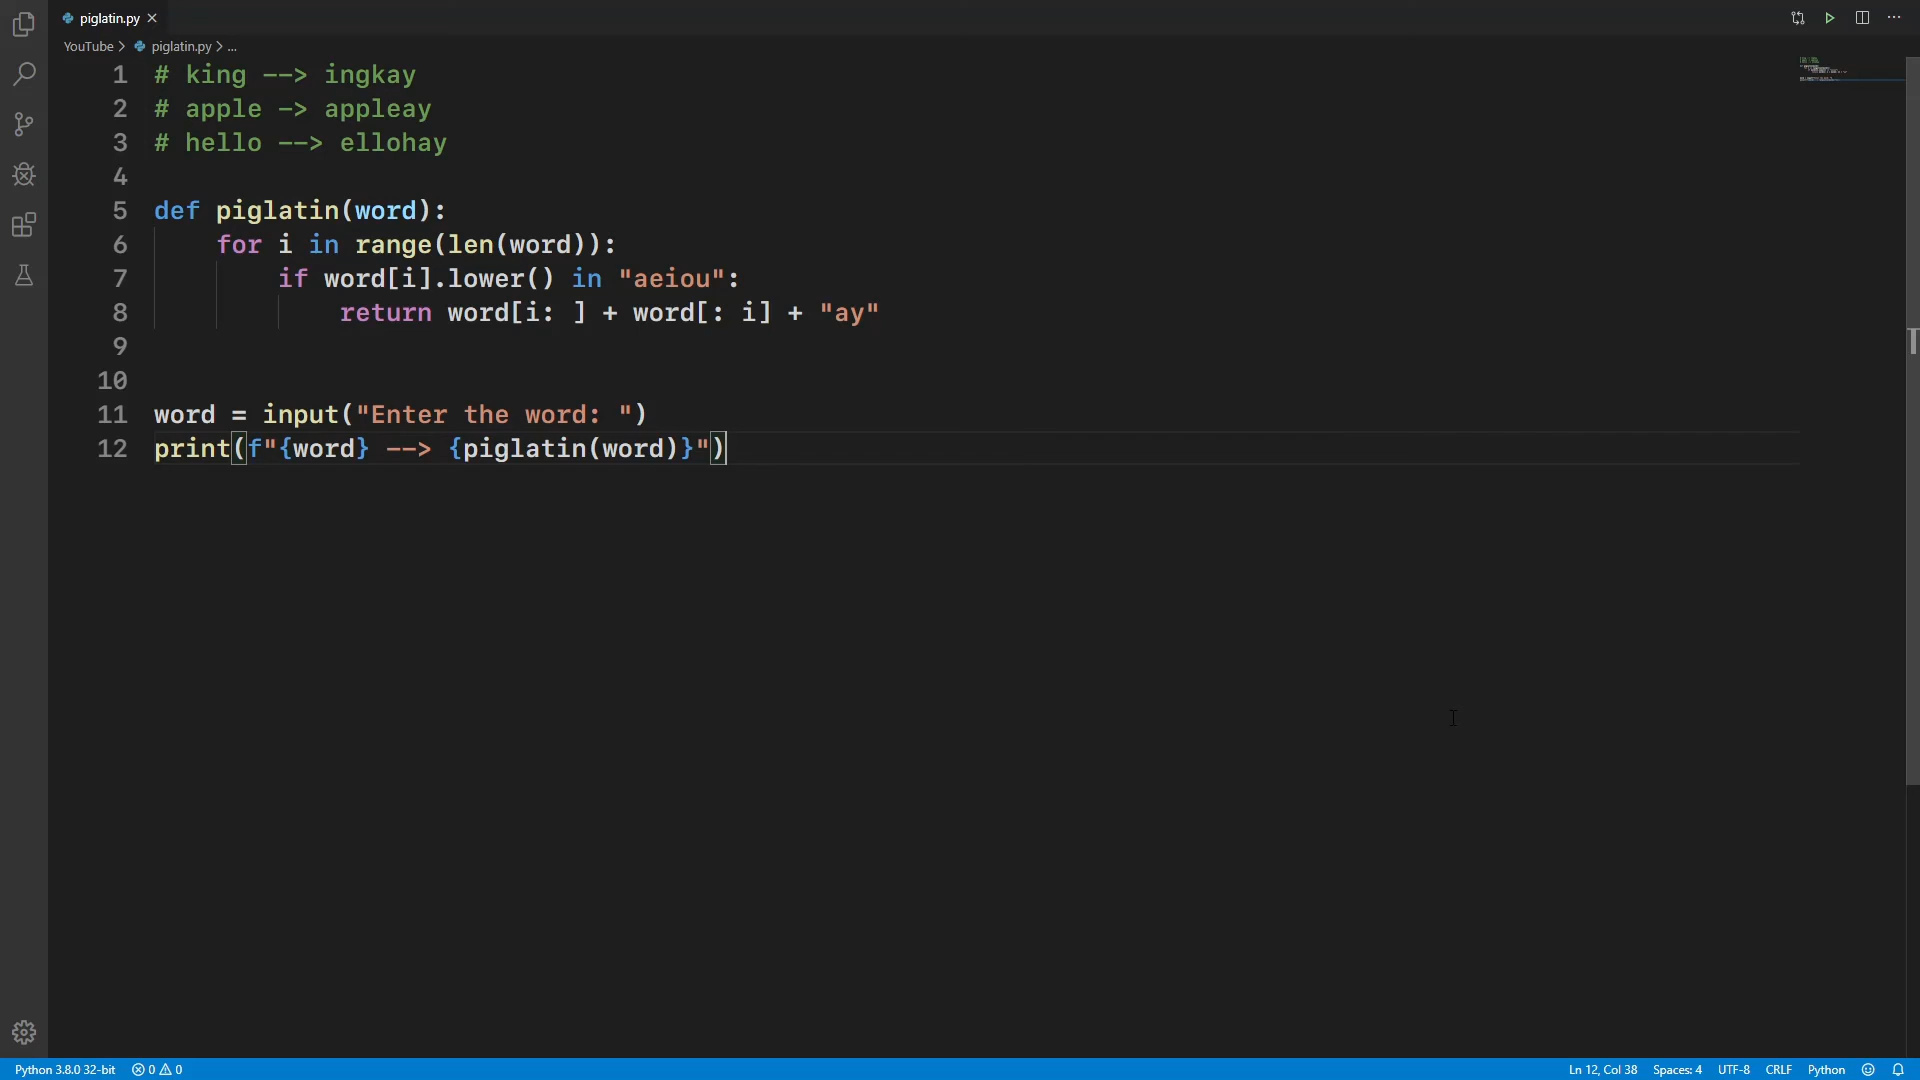 piglatin.py
YouTube > piglatin.py > ...
1 # king --> ingkay
2 # apple -> appleay
3 # hello --> ellohay
4
5 def piglatin(word):
6     for i in range(len(word)):
7         if word[i].lower() in "aeiou":
8             return word[i: ] + word[: i] + "ay"
9
10
11 word = input("Enter the word: ")
12 print(f"{word} --> {piglatin(word)}")
Python 3.8.0 32-bit 0 0 Ln 12, Col 38 Spaces: 4 UTF-8 CRLF Python